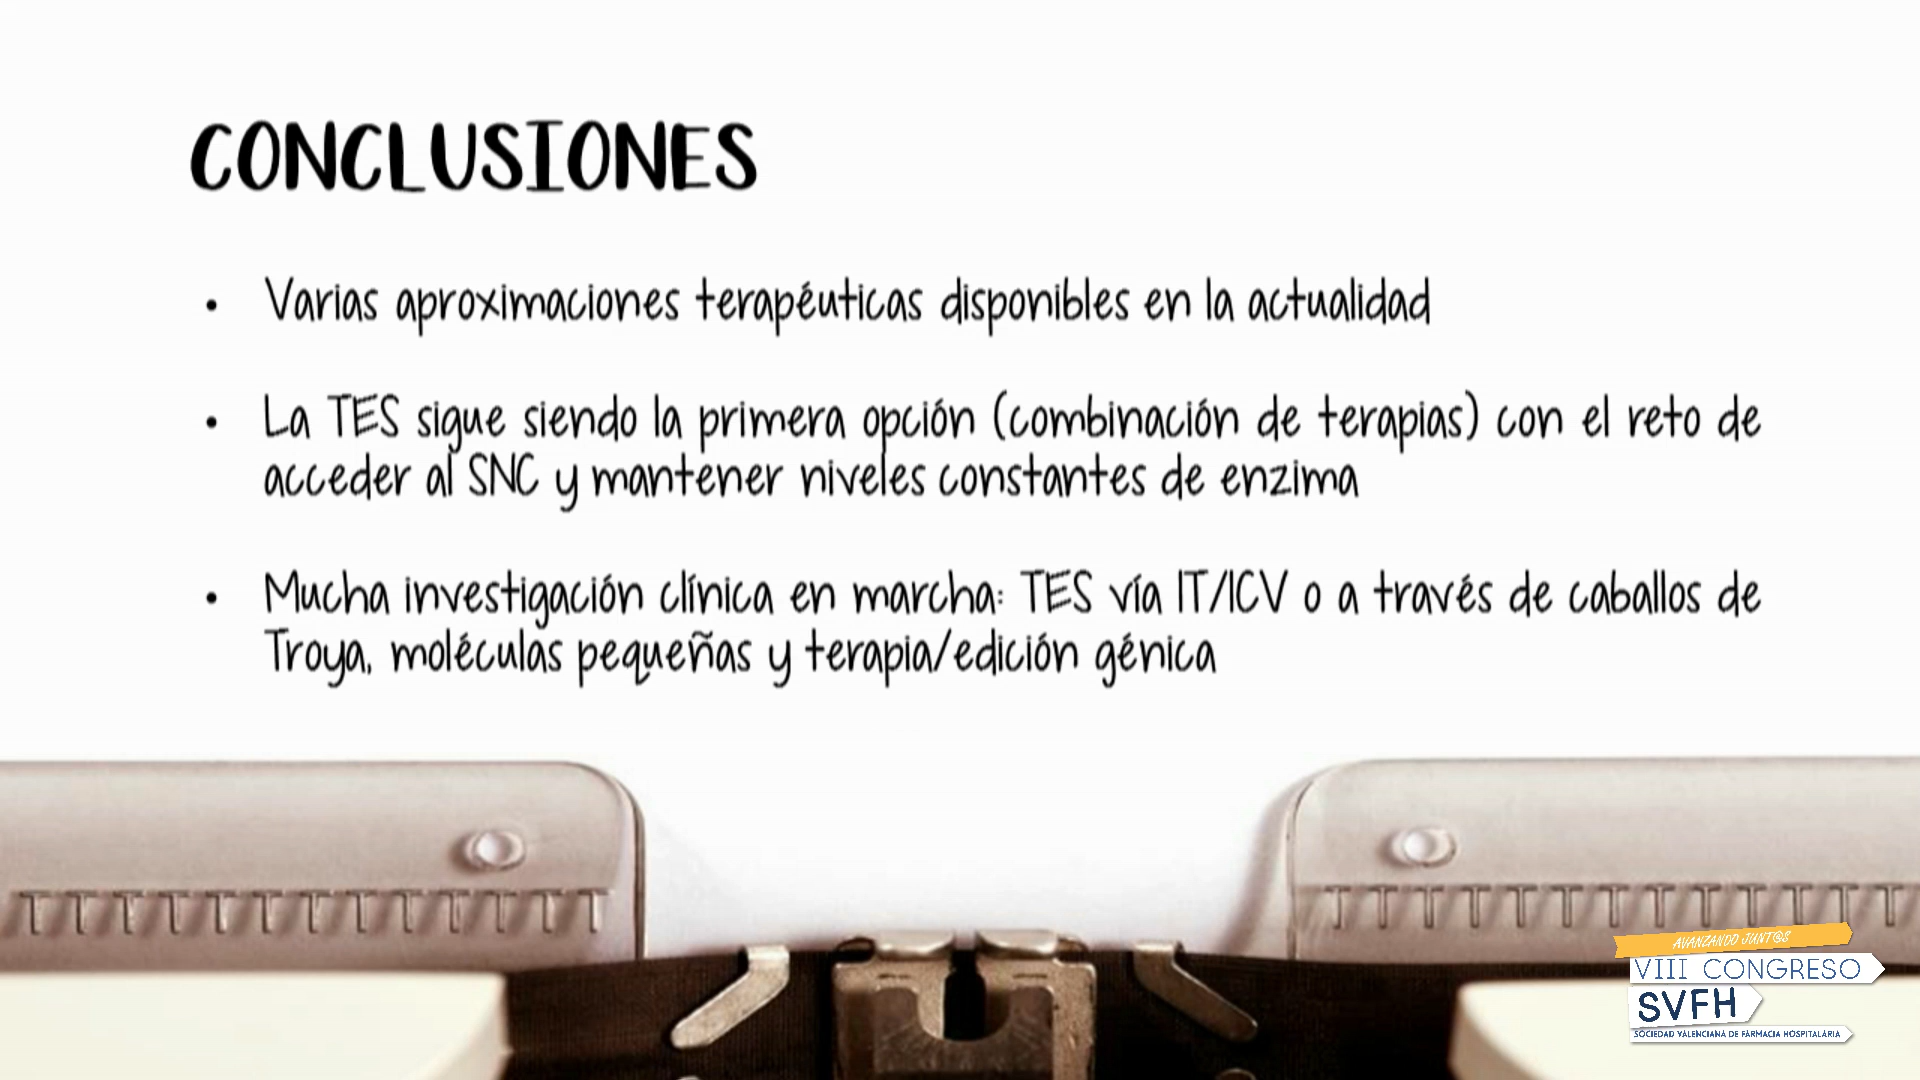 CONCLUSIONES
• Varias aproximaciones terapéuticas disponibles en la actualidad
• La TES sigue siendo la primera opción (combinación de terapias) con el reto de
acceder al SNC y mantener niveles constantes de enzima
• Mucha investigación clínica en marcha: TES vía IT/ICV o a través de caballos de
Troya, moléculas pequeñas y terapia/edición génica
AVANZANDO JUNT@S
VIII CONGRESO
SVFH
SOCIEDAD VALENCIANA DE FARMACIA HOSPITALARIA